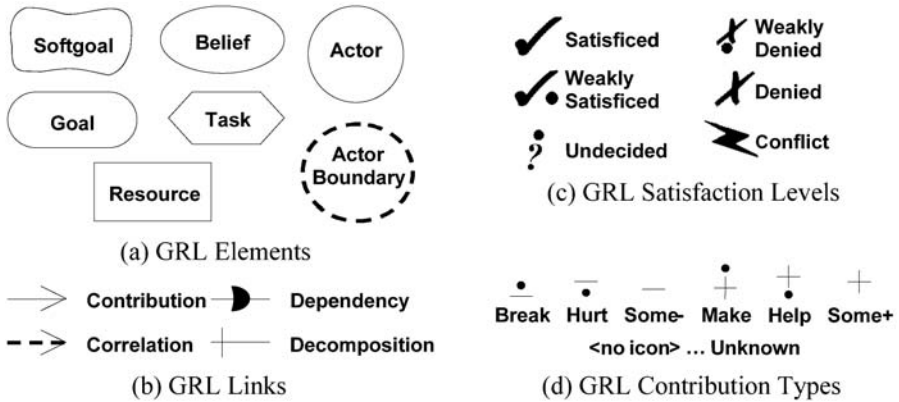 Softgoal
Belief
Actor
Goal
Task
Actor
Boundary
Resource
(a) GRL Elements
Contribution
Dependency
Correlation
Decomposition
(b) GRL Links
Satisficed
Weakly
Denied
Weakly
Satisficed
Denied
Undecided
Conflict
(c) GRL Satisfaction Levels
Break Hurt Some- Make Help Some+
<no icon> ... Unknown
(d) GRL Contribution Types